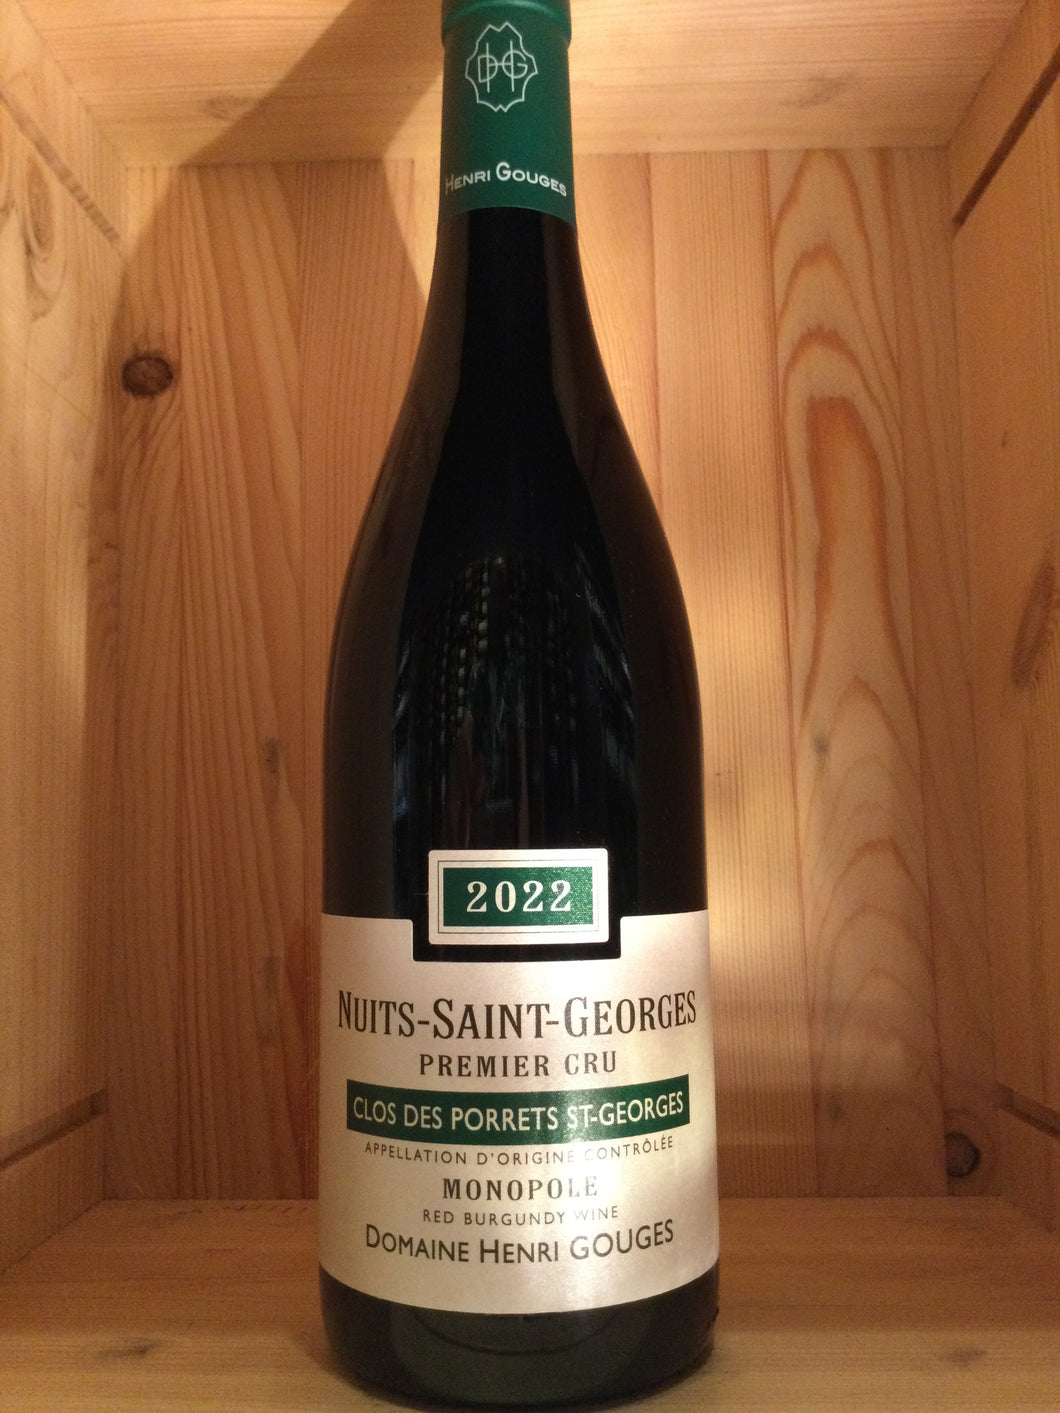 DHG
HENRI GOUGES
2022
NUITS-SAINT-GEORGES
PREMIER CRU
CLOS DES PORRETS ST-GEORGES
APPELLATION D'ORIGINE CONTRÔLÉE
MONOPOLE
RED BURGUNDY WINE
DOMAINE HENRI GOUGES